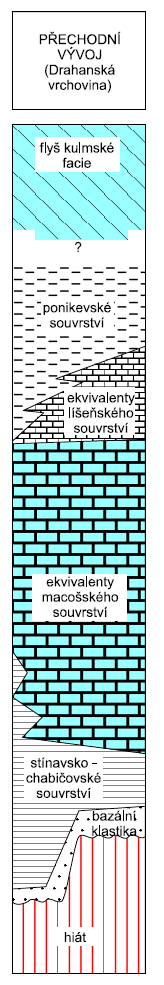 PŘECHODNÍ
VÝVOJ
(Drahanská
vrchovina)
flyš kulmské
facie
?
ponikevské
souvrství
ekvivalenty
líšeňského
souvrství
ekvivalenty
macošského
souvrství
stínavsko -
chabičovské
souvrství
bazální
klastika
hiát